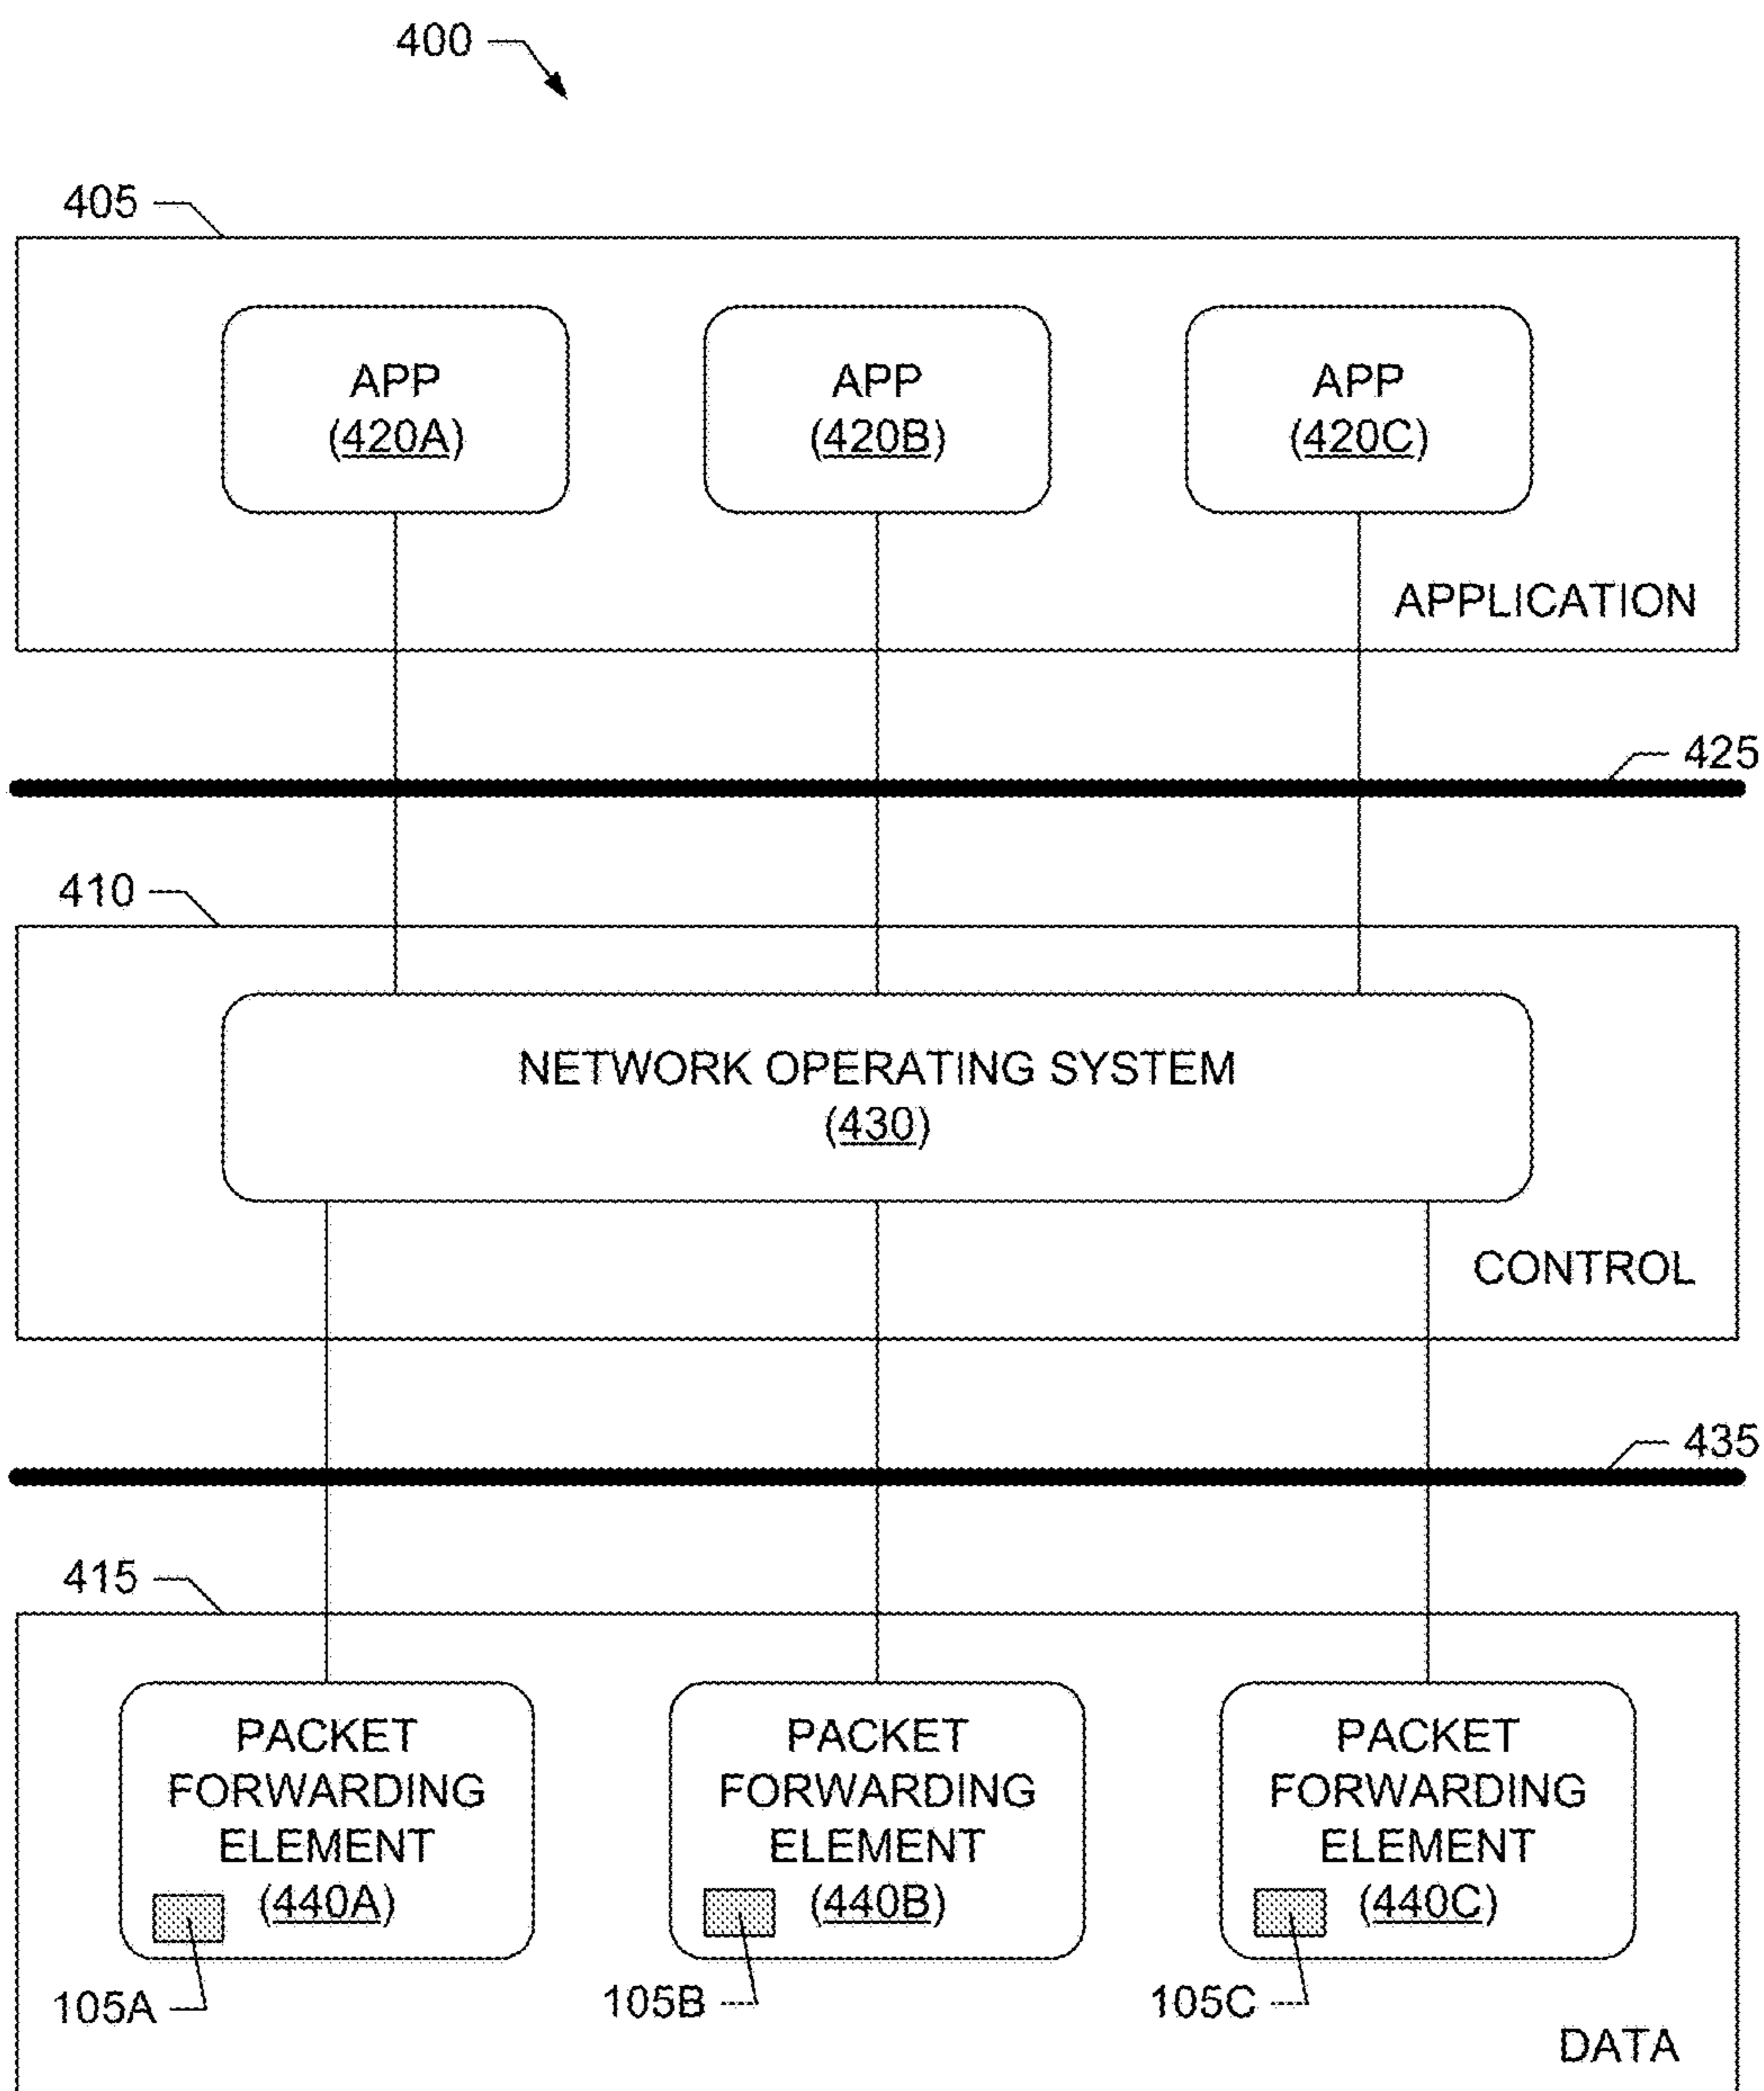 400
405
APP
(420A)
APP
(420B)
APP
(420C)
APPLICATION
425
410
NETWORK OPERATING SYSTEM
(430)
CONTROL
435
415
PACKET
FORWARDING
ELEMENT
(440A)
PACKET
FORWARDING
ELEMENT
(440B)
PACKET
FORWARDING
ELEMENT
(440C)
105A
105B
105C
DATA